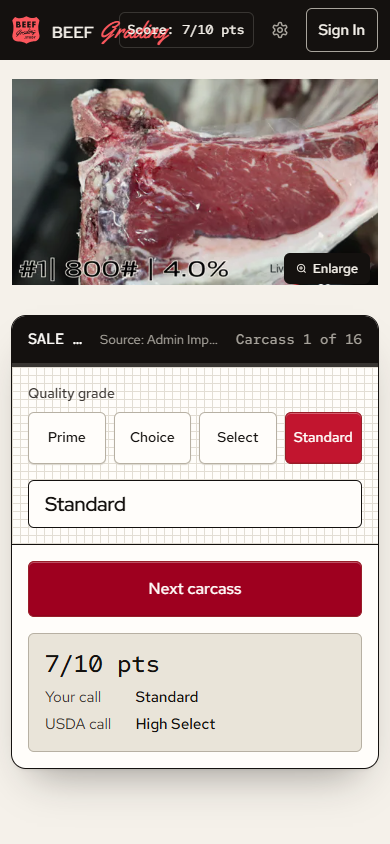 BEEF Grading
Score: 7/10 pts
Sign In
#1| 800# | 4.0%
Enlarge
SALE …
Source: Admin Imp…
Carcass 1 of 16
Quality grade
Prime
Choice
Select
Standard
Standard
Next carcass
7/10 pts
Your call Standard
USDA call High Select